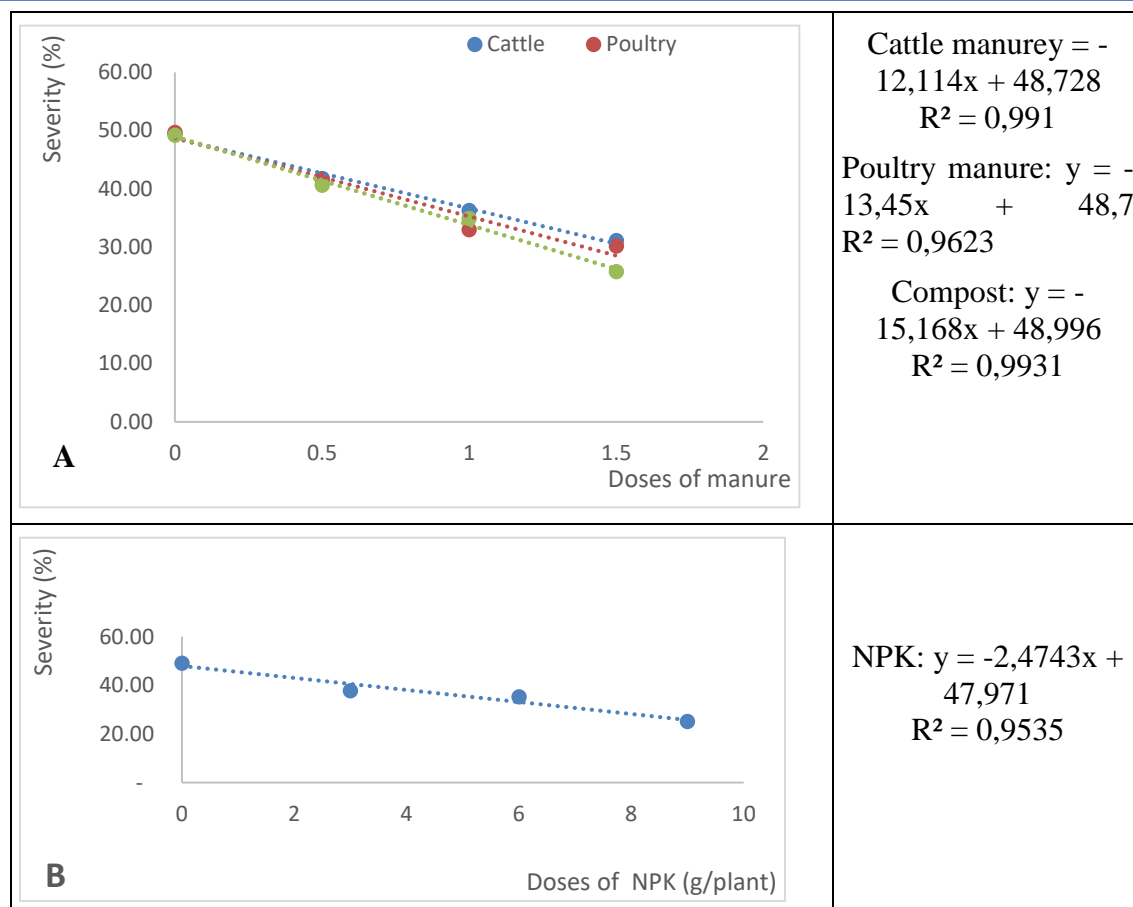 Severity (%)
Cattle
Poultry
60.00
50.00
40.00
30.00
20.00
10.00
0.00
0
0.5
1
1.5
2
A
Doses of manure
Cattle manurey = -
12,114x + 48,728
R² = 0,991
Poultry manure: y = -
13,45x + 48,7
R² = 0,9623
Compost: y = -
15,168x + 48,996
R² = 0,9931
Severity (%)
60.00
40.00
20.00
-
0
2
4
6
8
10
B
Doses of NPK (g/plant)
NPK: y = -2,4743x +
47,971
R² = 0,9535